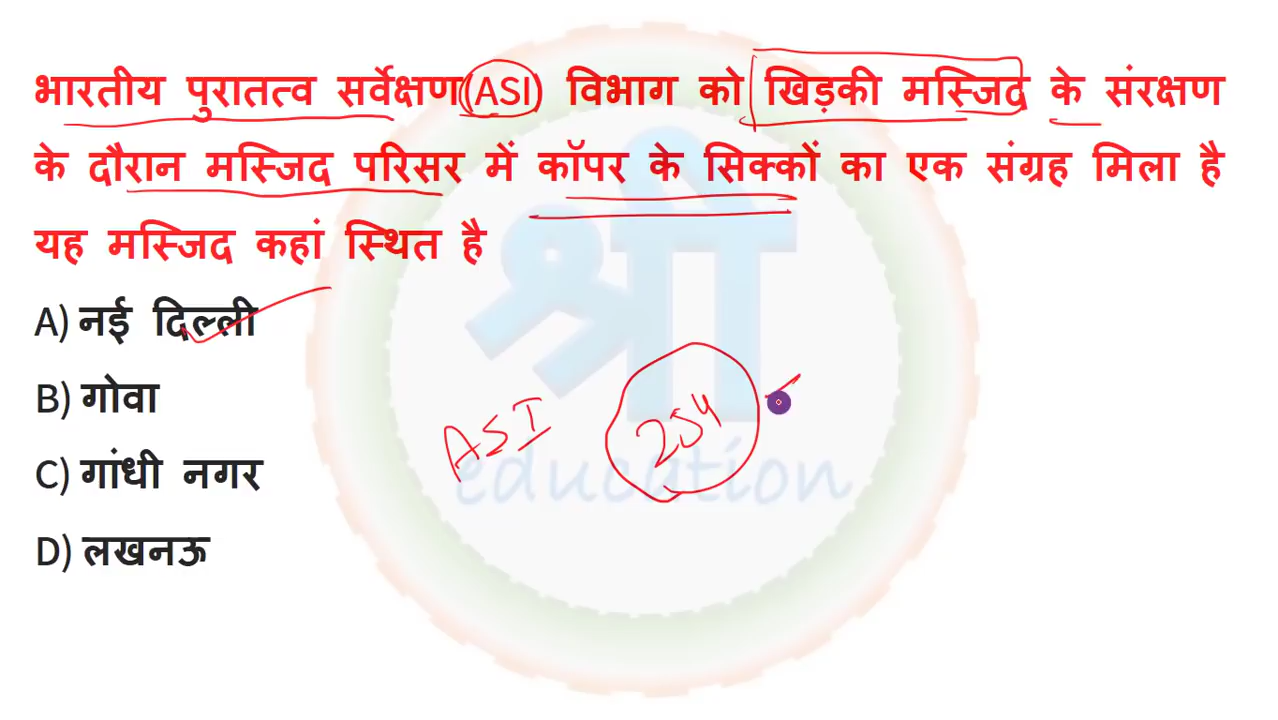 भारतीय पुरातत्व सर्वेक्षण(ASI) विभाग को खिड़की मस्जिद के संरक्षण
के दौरान मस्जिद परिसर में कॉपर के सिक्कों का एक संग्रह मिला है
यह मस्जिद कहां स्थित है
A) नई दिल्ली
B) गोवा
C) गांधी नगर
D) लखनऊ
ASI 254
श्री
education